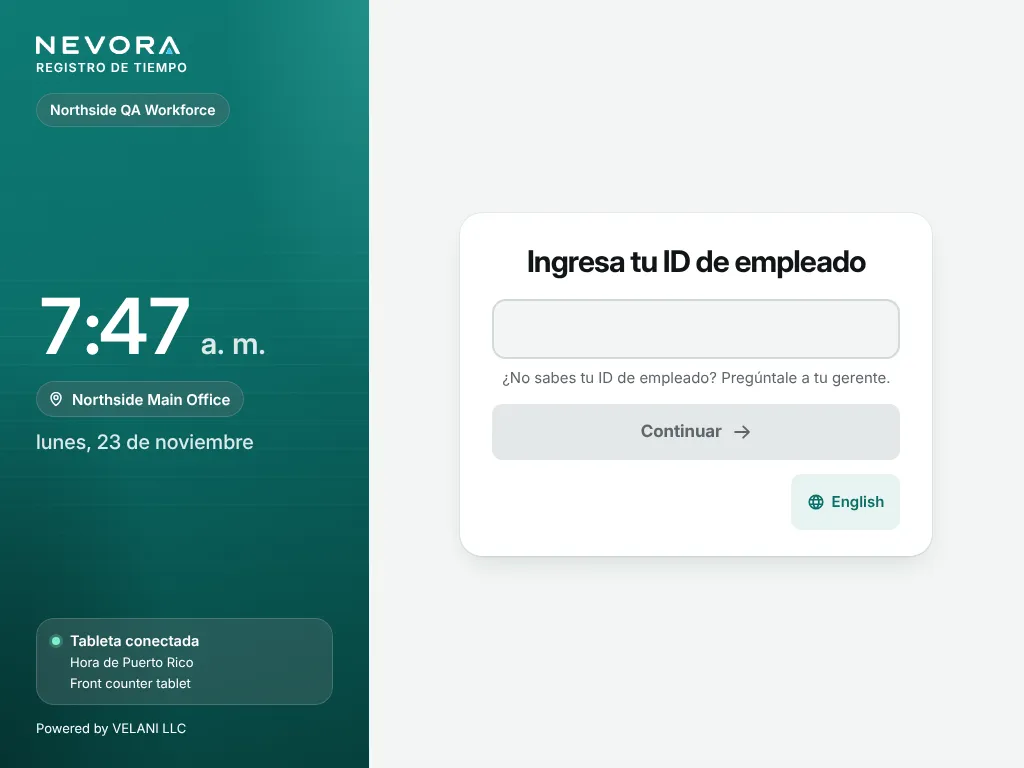 NEVORA
REGISTRO DE TIEMPO
Northside QA Workforce
7:47 a. m.
Northside Main Office
lunes, 23 de noviembre
Tableta conectada
Hora de Puerto Rico
Front counter tablet
Powered by VELANI LLC
Ingresa tu ID de empleado
¿No sabes tu ID de empleado? Pregúntale a tu gerente.
Continuar →
English